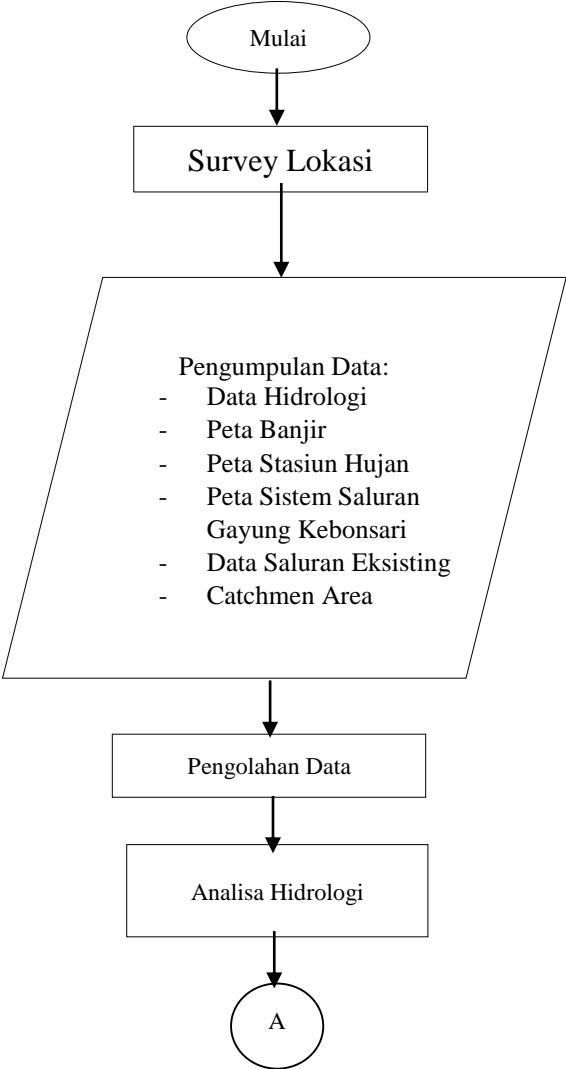 Mulai
Survey Lokasi
Pengumpulan Data:
- Data Hidrologi
- Peta Banjir
- Peta Stasiun Hujan
- Peta Sistem Saluran
Gayung Kebonsari
- Data Saluran Eksisting
- Catchmen Area
Pengolahan Data
Analisa Hidrologi
A